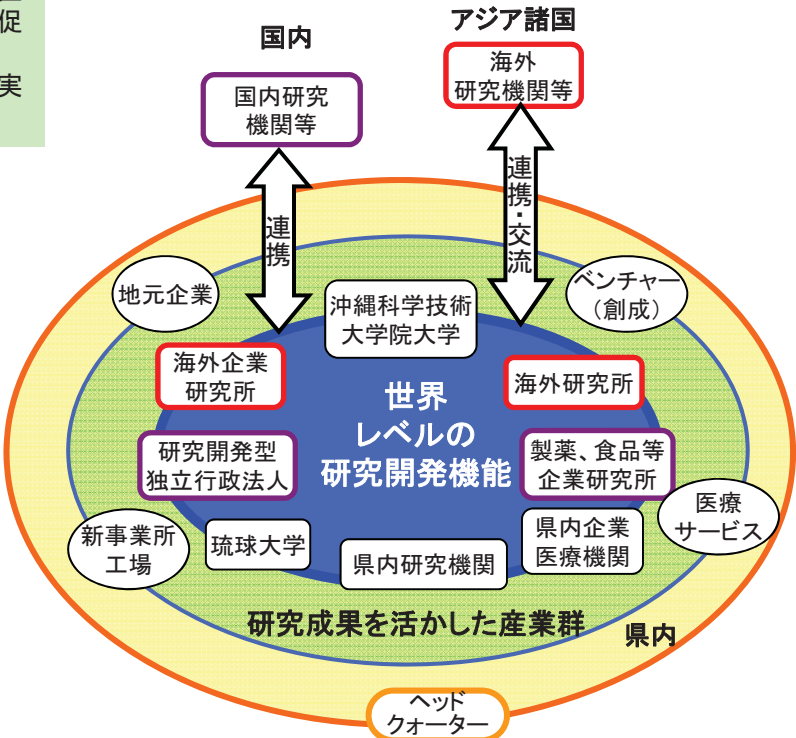 促
実
国内
アジア諸国
国内研究
機関等
海外
研究機関等
連携
連携・交流
地元企業
ベンチャー
（創成）
沖縄科学技術
大学院大学
海外企業
研究所
海外研究所
世界
レベルの
研究開発機能
研究開発型
独立行政法人
製薬、食品等
企業研究所
医療
サービス
新事業所
工場
琉球大学
県内研究機関
県内企業
医療機関
研究成果を活かした産業群
県内
ヘッド
クォーター